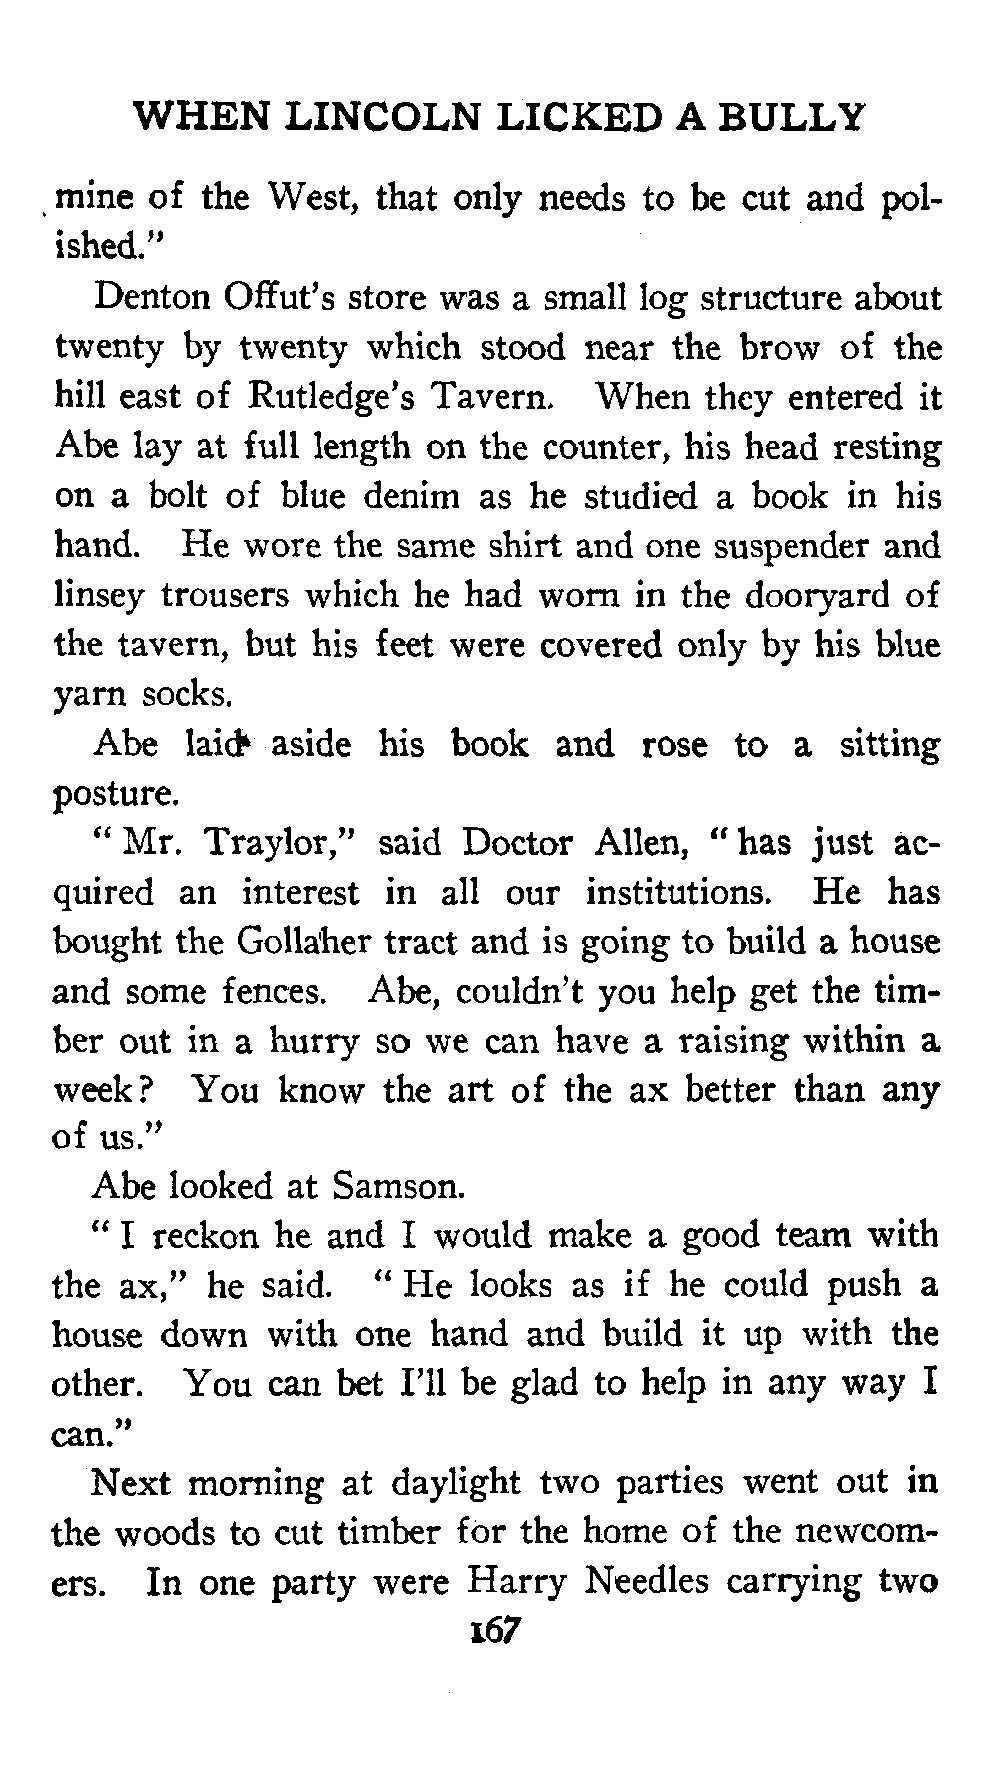 WHEN LINCOLN LICKED A BULLY
mine of the West, that only needs to be cut and pol-
ished."
Denton Offut's store was a small log structure about
twenty by twenty which stood near the brow of the
hill east of Rutledge's Tavern. When they entered it
Abe lay at full length on the counter, his head resting
on a bolt of blue denim as he studied a book in his
hand. He wore the same shirt and one suspender and
linsey trousers which he had worn in the dooryard of
the tavern, but his feet were covered only by his blue
yarn socks.
Abe laid aside his book and rose to a sitting
posture.
"Mr. Traylor," said Doctor Allen, "has just ac-
quired an interest in all our institutions. He has
bought the Gollaher tract and is going to build a house
and some fences. Abe, couldn't you help get the tim-
ber out in a hurry so we can have a raising within a
week? You know the art of the ax better than any
of us."
Abe looked at Samson.
"I reckon he and I would make a good team with
the ax," he said. "He looks as if he could push a
house down with one hand and build it up with the
other. You can bet I'll be glad to help in any way I
can."
Next morning at daylight two parties went out in
the woods to cut timber for the home of the newcom-
ers. In one party were Harry Needles carrying two
167